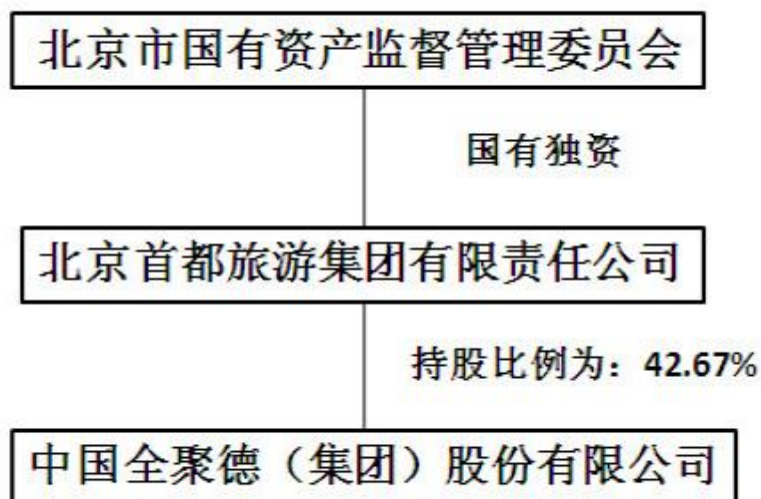 北京市国有资产监督管理委员会
国有独资
北京首都旅游集团有限责任公司
持股比例为：42.67%
中国全聚德（集团）股份有限公司